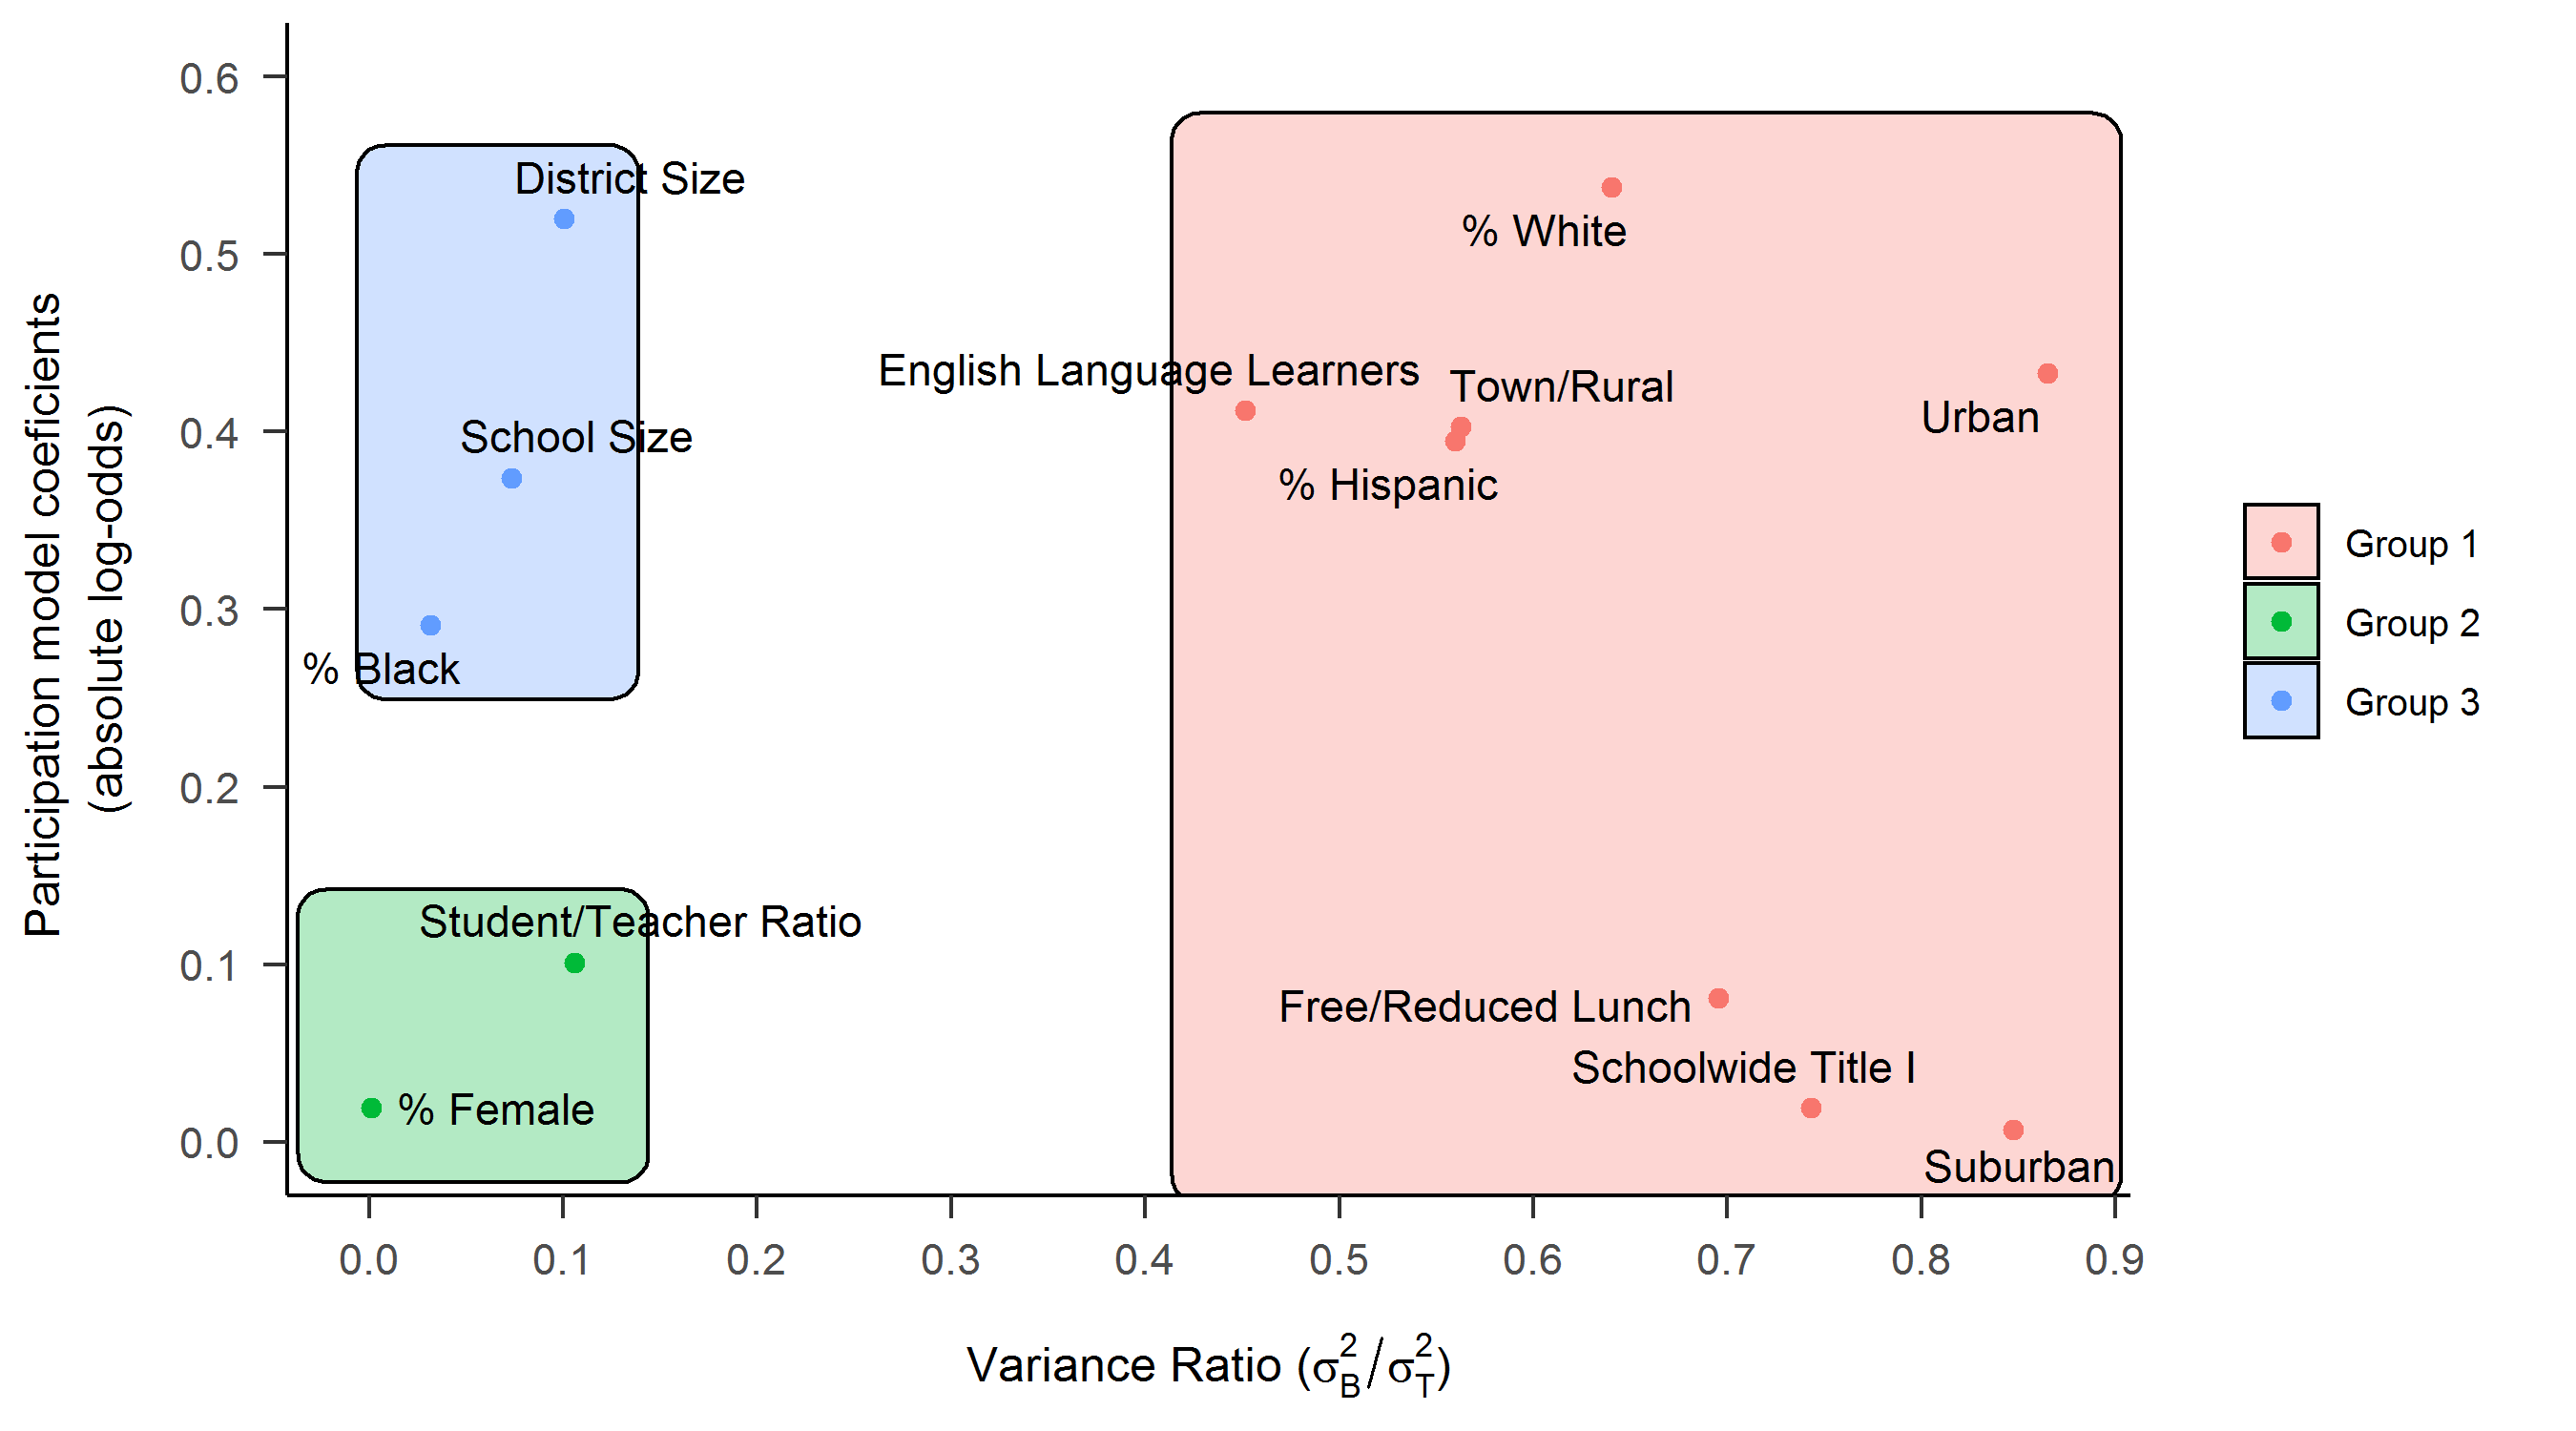 Participation model coeficients
(absolute log-odds)
0.6
0.5
0.4
0.3
0.2
0.1
0.0
District Size
School Size
% Black
Student/Teacher Ratio
% Female
% White
English Language Learners
Town/Rural
Urban
% Hispanic
Free/Reduced Lunch
Schoolwide Title I
Suburban
0.0 0.1 0.2 0.3 0.4 0.5 0.6 0.7 0.8 0.9
Variance Ratio (σ²B/σ²T)
Group 1
Group 2
Group 3